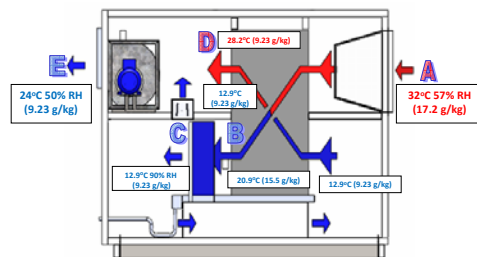 D
28.2°C (9.23 g/kg)
E
A
24°C 50% RH
(9.23 g/kg)
12.9°C
(9.23 g/kg)
32°C 57% RH
(17.2 g/kg)
C
B
12.9°C 90% RH
(9.23 g/kg)
20.9°C (15.5 g/kg)
12.9°C (9.23 g/kg)